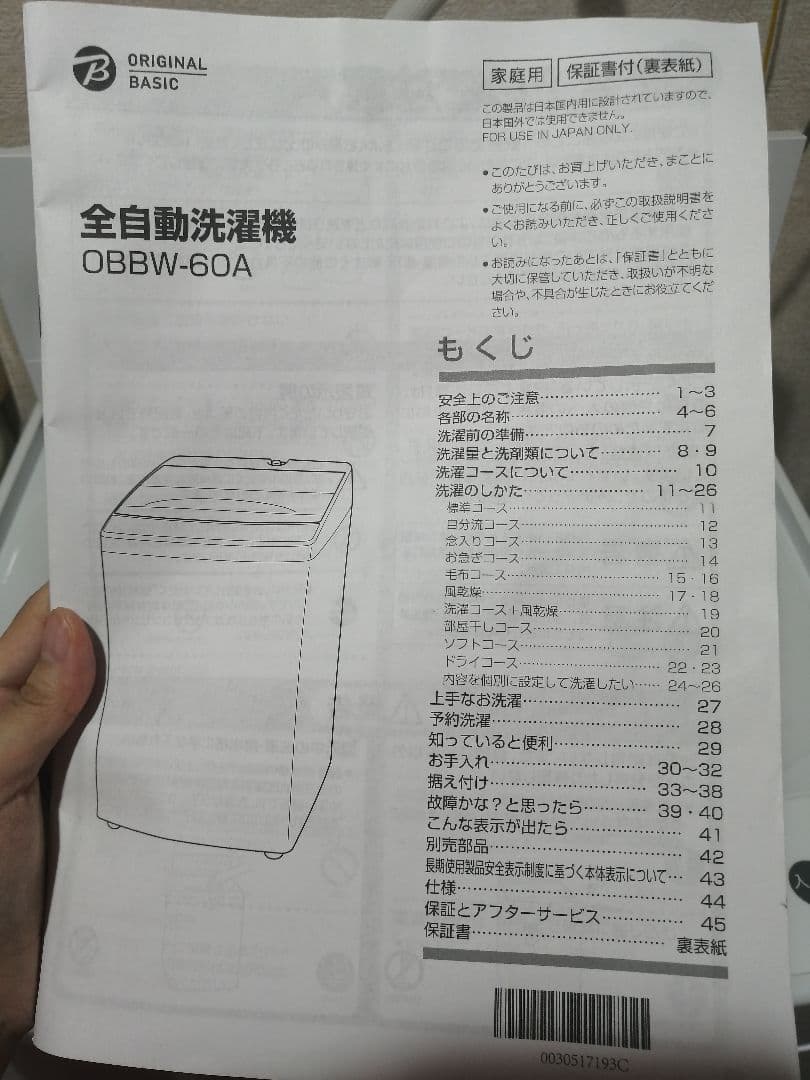 ORIGINAL
BASIC
家庭用
保証書付(裏表紙)
この製品は日本国内用に設計されていますので、
日本国外では使用できません。
FOR USE IN JAPAN ONLY.
●このたびは、お買上げいただき、まことに
ありがとうございます。
●ご使用になる前に、必ずこの取扱説明書を
よくお読みいただき、正しくご使用くださ
い。
●お読みになったあとは、「保証書」とともに
大切に保管していただき、取扱いが不明な
場合や、不具合が生じたときにお役立てくだ
さい。
全自動洗濯機
OBBW-60A
もくじ
安全上のご注意…………………… 1～3
各部の名称…………………… 4～6
洗濯前の準備…………………… 7
洗濯量と洗剤類について………… 8・9
洗濯コースについて…………… 10
洗濯のしかた…………………… 11～26
標準コース…………………… 11
自分流コース…………………… 12
念入りコース…………………… 13
お急ぎコース…………………… 14
毛布コース…………………… 15・16
風乾燥…………………… 17・18
洗濯コース＋風乾燥…………… 19
部屋干しコース…………………… 20
ソフトコース…………………… 21
ドライコース…………………… 22・23
内容を個別に設定して洗濯したい…… 24～26
上手なお洗濯…………………… 27
予約洗濯…………………… 28
知っていると便利…………………… 29
お手入れ…………………… 30～32
据え付け…………………… 33～38
故障かな?と思ったら………… 39・40
こんな表示が出たら…………… 41
別売部品…………………… 42
長期使用製品安全表示制度に基づく本体表示について… 43
仕様…………………… 44
保証とアフターサービス………… 45
保証書…………………… 裏表紙
0030517193C